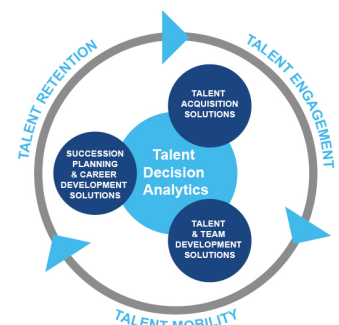 TALENT RETENTION
TALENT ENGAGEMENT
TALENT
ACQUISITION
SOLUTIONS
SUCCESSION
PLANNING
& CAREER
DEVELOPMENT
SOLUTIONS
Talent
Decision
Analytics
TALENT
& TEAM
DEVELOPMENT
SOLUTIONS
TALENT MOBILITY